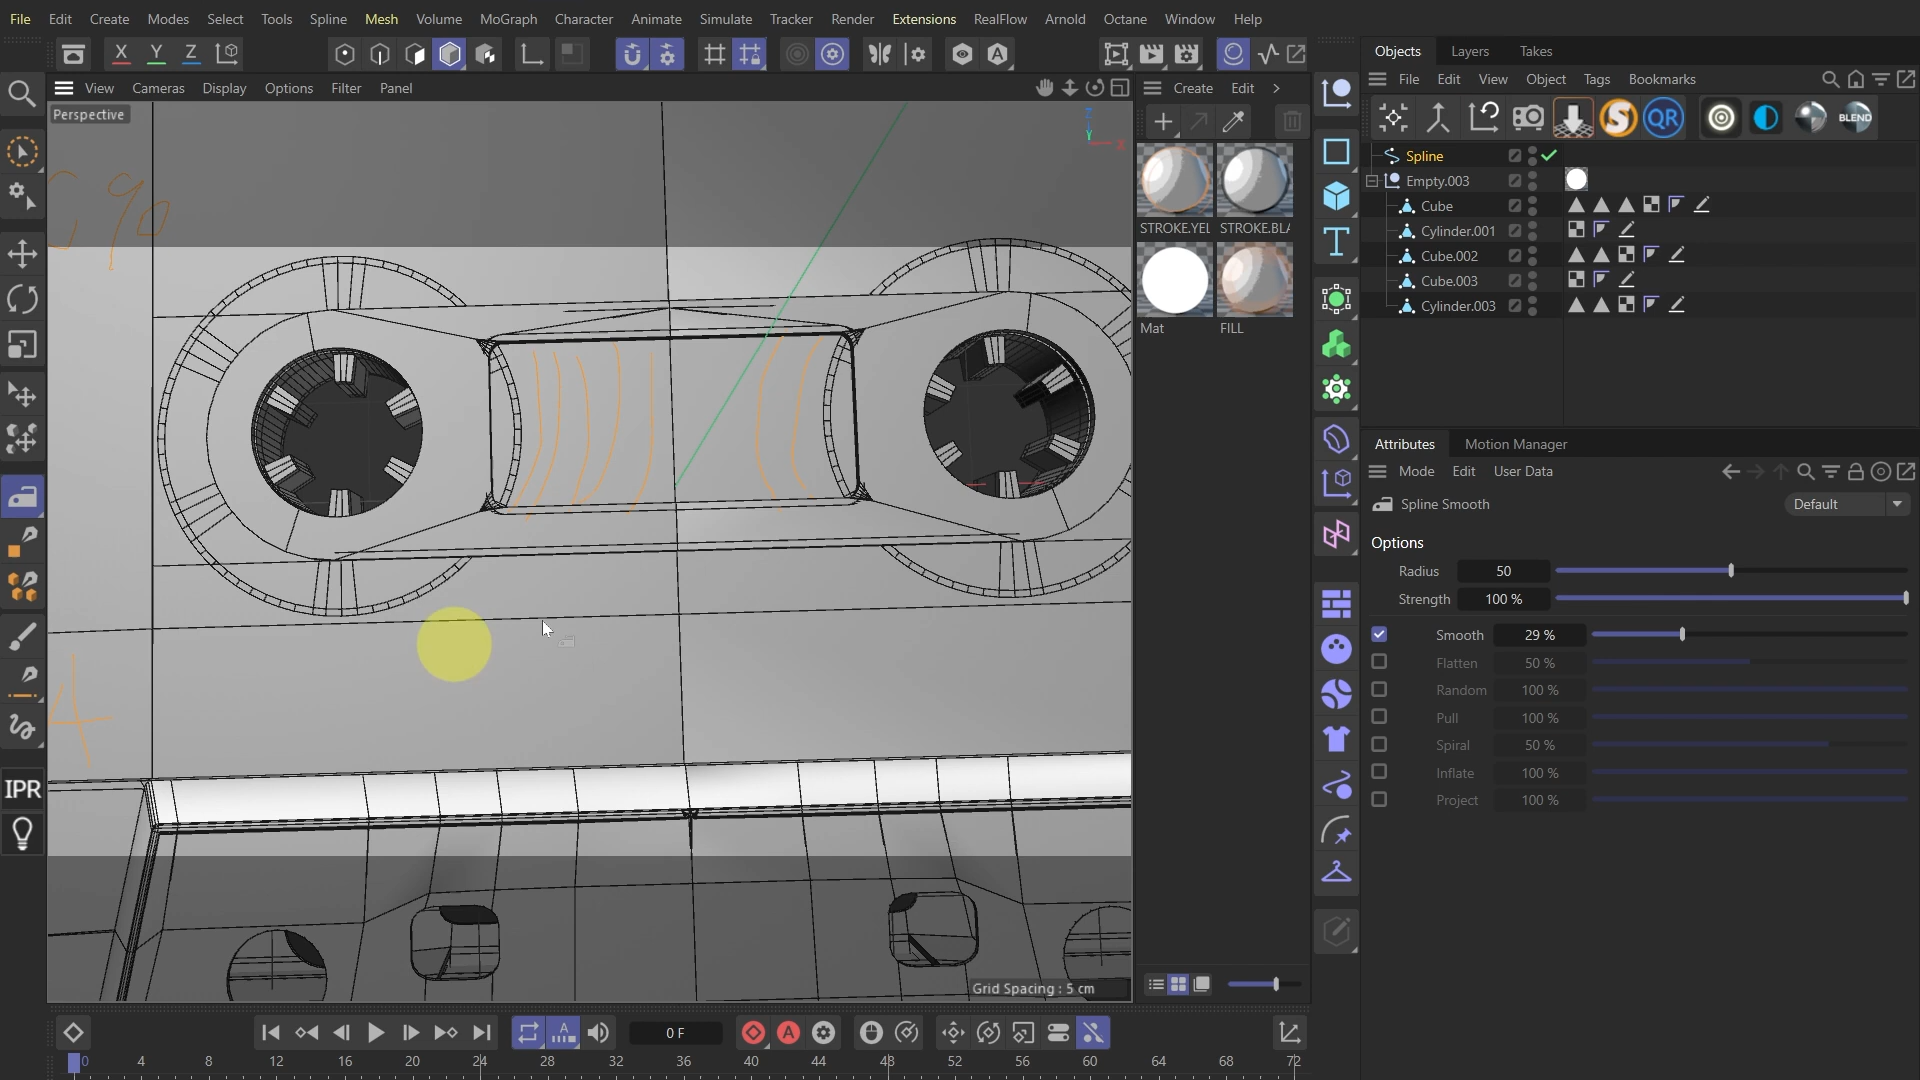 File Edit Create Modes Select Tools Spline Mesh Volume MoGraph Character Animate Simulate Tracker Render Extensions RealFlow Arnold Octane Window Help
X Y Z
View Cameras Display Options Filter Panel
Perspective
Z
Y
X
90
4
Grid Spacing : 5 cm
IPR
Create Edit
STROKE.YEL STROKE.BLA
Mat FILL
Objects Layers Takes
File Edit View Object Tags Bookmarks
S QR BLEND
Spline
Empty.003
Cube
Cylinder.001
Cube.002
Cube.003
Cylinder.003
Attributes Motion Manager
Mode Edit User Data
Spline Smooth Default
Options
Radius 50
Strength 100 %
Smooth 29 %
Flatten 50 %
Random 100 %
Pull 100 %
Spiral 50 %
Inflate 100 %
Project 100 %
0 F
0 4 8 12 16 20 24 28 32 36 40 44 48 52 56 60 64 68 72